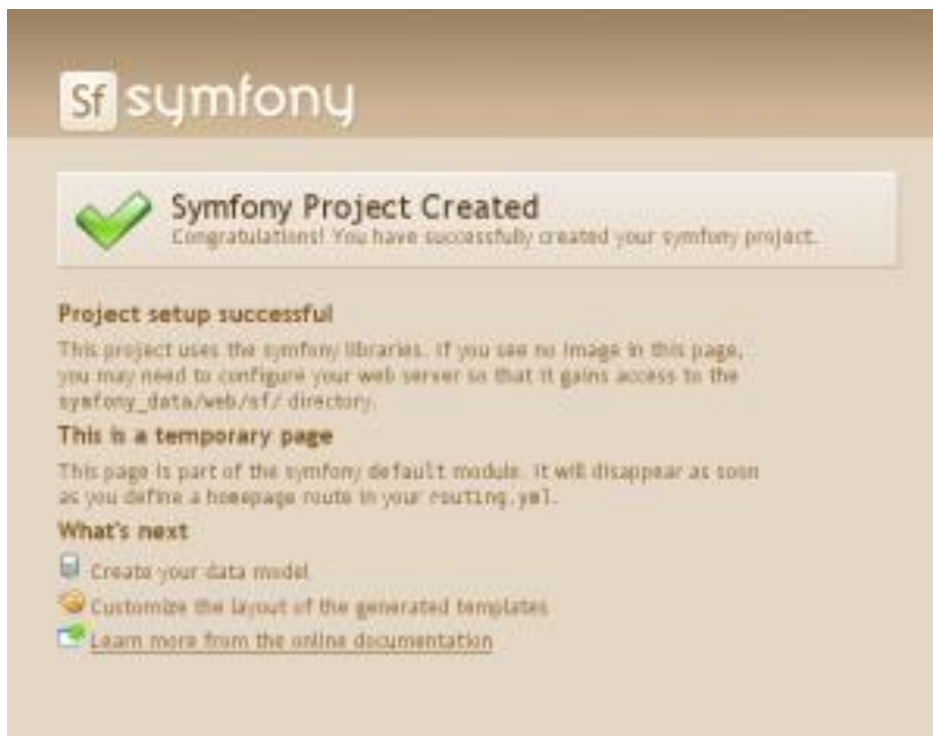 Sf symfony
Symfony Project Created
Congratulations! You have successfully created your symfony project.
Project setup successful
This project uses the symfony libraries. If you see no image in this page,
you may need to configure your web server so that it gains access to the
symfony_data/web/sf/ directory.
This is a temporary page
This page is part of the symfony default module. It will disappear as soon
as you define a homepage route in your routing.yml.
What's next
Create your data model
Customize the layout of the generated templates
Learn more from the online documentation